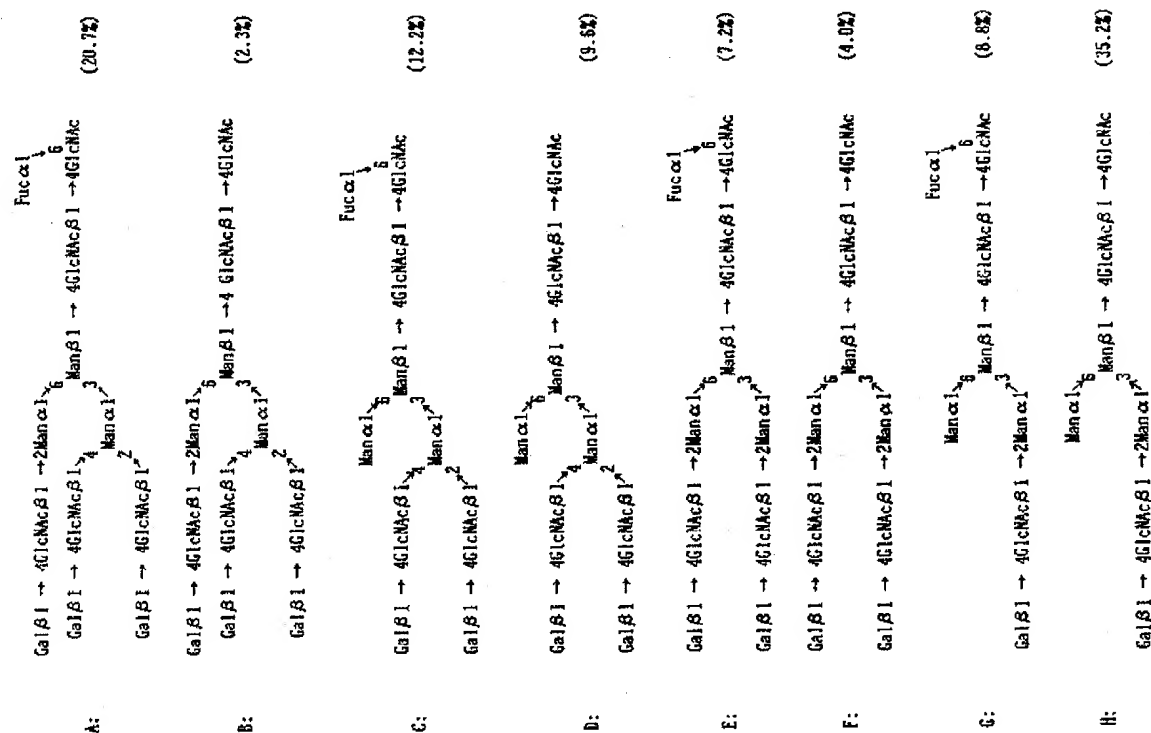 Fucα1
Galβ1 → 4GlcNAcβ1 →2Manα1↘6 ↘6
Galβ1 → 4GlcNAcβ1↘4 Manβ1 → 4GlcNAcβ1 →4GlcNAc (20.7%)
A: Manα1↗3
Galβ1 → 4GlcNAcβ1↗2
Galβ1 → 4GlcNAcβ1 →2Manα1↘6
Galβ1 → 4GlcNAcβ1↘4 Manβ1 →4 GlcNAcβ1 →4GlcNAc (2.3%)
B: Manα1↗3
Galβ1 → 4GlcNAcβ1↗2
Fucα1
Manα1↘6 ↘6
Galβ1 → 4GlcNAcβ1↘4 Manβ1 → 4GlcNAcβ1 →4GlcNAc (12.2%)
C: Manα1↗3
Galβ1 → 4GlcNAcβ1↗2
Manα1↘6
Galβ1 → 4GlcNAcβ1↘4 Manβ1 → 4GlcNAcβ1 →4GlcNAc (9.6%)
D: Manα1↗3
Galβ1 → 4GlcNAcβ1↗2
Fucα1
Galβ1 → 4GlcNAcβ1 →2Manα1↘6 ↘6
E: Manβ1 → 4GlcNAcβ1 →4GlcNAc (7.2%)
Galβ1 → 4GlcNAcβ1 →2Manα1↗3
Galβ1 ↔ 4GlcNAcβ1 →2Manα1↘6
F: Manβ1 ↔ 4GlcNAcβ1 →4GlcNAc (4.0%)
Galβ1 → 4GlcNAcβ1 →2Manα1↗3
Fucα1
Manα1↘6 ↘6
G: Manβ1 → 4GlcNAcβ1 →4GlcNAc (8.8%)
Galβ1 → 4GlcNAcβ1→2Manα1↗3
Manα1↘6
H: Manβ1 → 4GlcNAcβ1 →4GlcNAc (35.2%)
Galβ1 → 4GlcNAcβ1 →2Manα1↗3